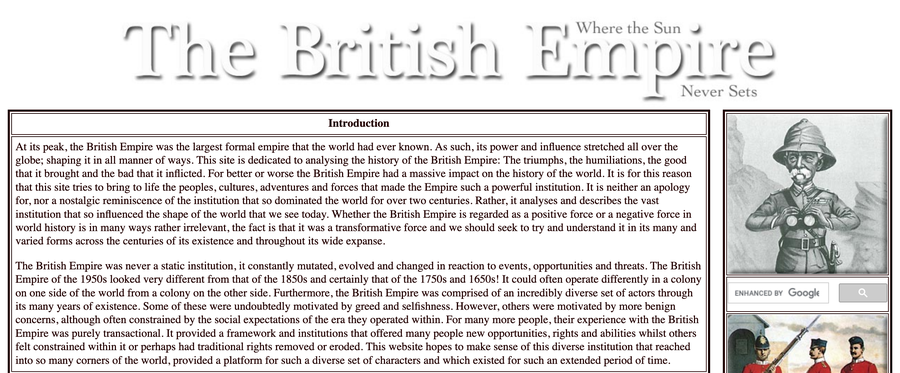 Where the Sun
The British Empire
Never Sets
Introduction
At its peak, the British Empire was the largest formal empire that the world had ever known. As such, its power and influence stretched all over the
globe; shaping it in all manner of ways. This site is dedicated to analysing the history of the British Empire: The triumphs, the humiliations, the good
that it brought and the bad that it inflicted. For better or worse the British Empire had a massive impact on the history of the world. It is for this reason
that this site tries to bring to life the peoples, cultures, adventures and forces that made the Empire such a powerful institution. It is neither an apology
for, nor a nostalgic reminiscence of the institution that so dominated the world for over two centuries. Rather, it analyses and describes the vast
institution that so influenced the shape of the world that we see today. Whether the British Empire is regarded as a positive force or a negative force in
world history is in many ways rather irrelevant, the fact is that it was a transformative force and we should seek to try and understand it in its many and
varied forms across the centuries of its existence and throughout its wide expanse.
The British Empire was never a static institution, it constantly mutated, evolved and changed in reaction to events, opportunities and threats. The British
Empire of the 1950s looked very different from that of the 1850s and certainly that of the 1750s and 1650s! It could often operate differently in a colony
on one side of the world from a colony on the other side. Furthermore, the British Empire was comprised of an incredibly diverse set of actors through
its many years of existence. Some of these were undoubtedly motivated by greed and selfishness. However, others were motivated by more benign
concerns, although often constrained by the social expectations of the era they operated within. For many more people, their experience with the British
Empire was purely transactional. It provided a framework and institutions that offered many people new opportunities, rights and abilities whilst others
felt constrained within it or perhaps had traditional rights removed or eroded. This website hopes to make sense of this diverse institution that reached
into so many corners of the world, provided a platform for such a diverse set of characters and which existed for such an extended period of time.
ENHANCED BY Google